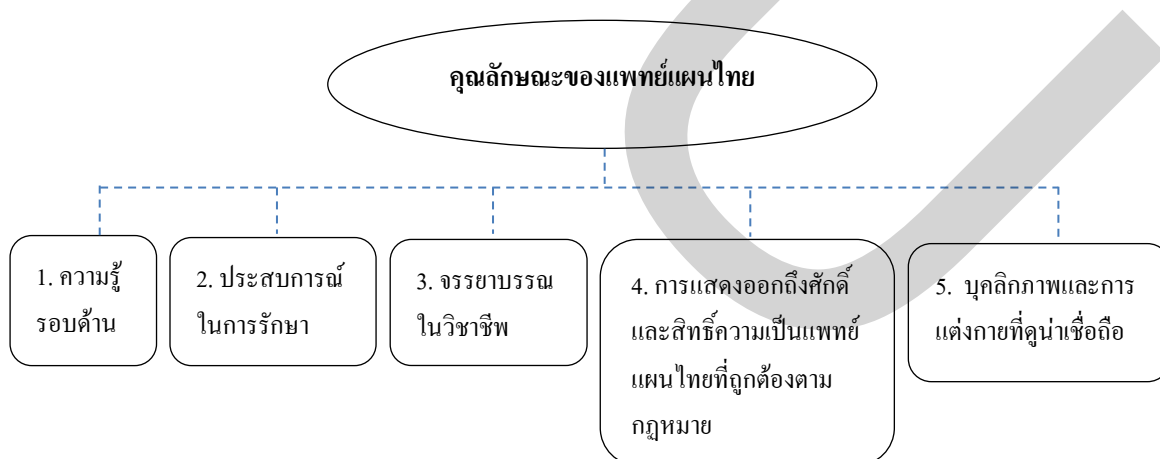 คุณลักษณะของแพทย์แผนไทย
1. ความรู้
รอบด้าน
2. ประสบการณ์
ในการรักษา
3. จรรยาบรรณ
ในวิชาชีพ
4. การแสดงออกถึงศักดิ์
และสิทธิ์ความเป็นแพทย์
แผนไทยที่ถูกต้องตาม
กฎหมาย
5. บุคลิกภาพและการ
แต่งกายที่ดูน่าเชื่อถือ